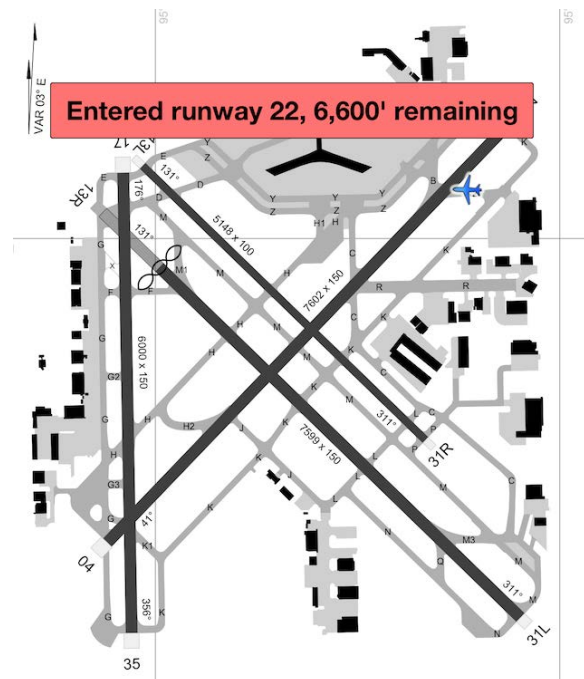 95°
95°
VAR 03° E
Entered runway 22, 6,600' remaining
17
13L
K
E
Y
Z
131°
B
E
176
D
D
Y
Y
Z
Z
13R
M
H1
H
G
131°
5148 x 100
C
K
X
M1
M
H
R
R
F
F
7602 x 150
G
6000 x 150
H
M
C
K
H
M
K
G2
K
C
M
G
H
H2
J
K
311°
L
C
P
7599 x 150
P
31R
H
K
J
L
G3
L
M
C
G
41°
K
L
N
M3
04
K1
Q
M
356°
K
311°
M
G
N
31L
35